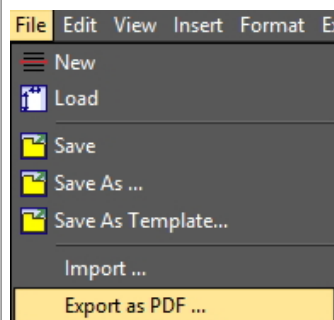 File Edit View Insert Format
New
Load
Save
Save As ...
Save As Template...
Import ...
Export as PDF ...